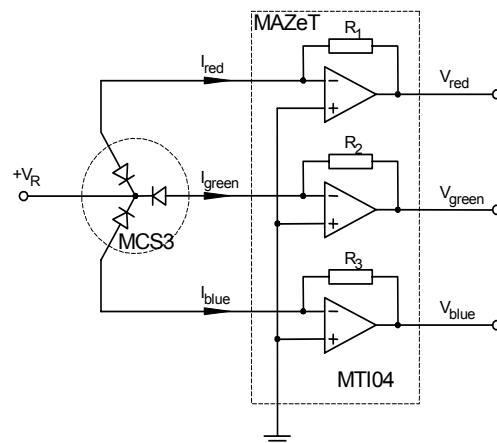 MAZeT
R1
Ired
Vred
+VR
R2
Igreen
Vgreen
MCS3
R3
Iblue
Vblue
MTI04